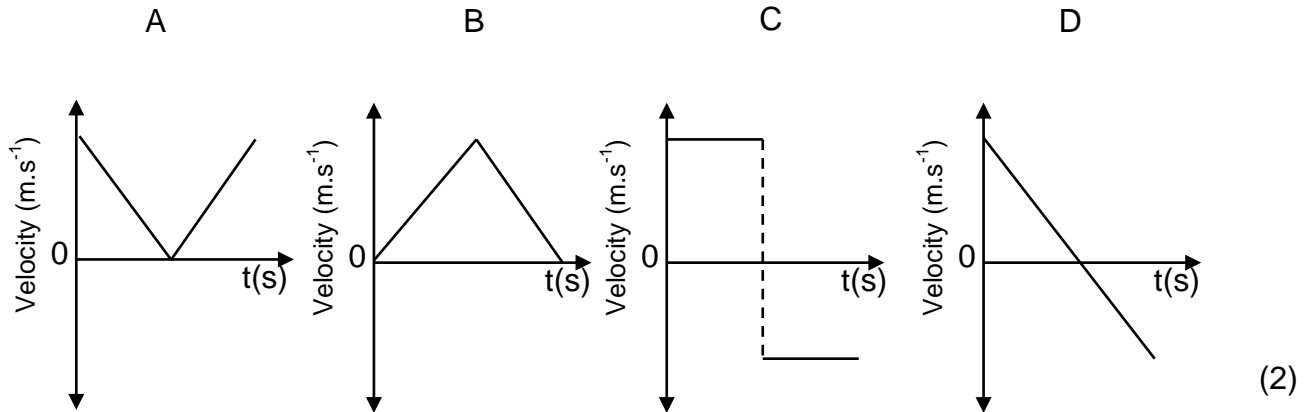 A B C D
Velocity (m.s⁻¹) Velocity (m.s⁻¹) Velocity (m.s⁻¹) Velocity (m.s⁻¹)
0 0 0 0
t(s) t(s) t(s) t(s)
(2)